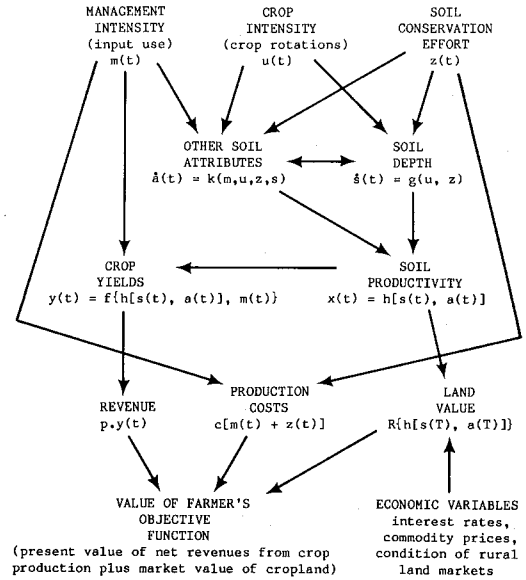 MANAGEMENT
INTENSITY
(input use)
m(t)
CROP
INTENSITY
(crop rotations)
u(t)
SOIL
CONSERVATION
EFFORT
z(t)
OTHER SOIL
ATTRIBUTES
å(t) = k(m,u,z,s)
SOIL
DEPTH
s̊(t) = g(u, z)
CROP
YIELDS
y(t) = f{h[s(t), a(t)], m(t)}
SOIL
PRODUCTIVITY
x(t) = h[s(t), a(t)]
REVENUE
p.y(t)
PRODUCTION
COSTS
c[m(t) + z(t)]
LAND
VALUE
R{h[s(T), a(T)]}
VALUE OF FARMER'S
OBJECTIVE
FUNCTION
(present value of net revenues from crop
production plus market value of cropland)
ECONOMIC VARIABLES
interest rates,
commodity prices,
condition of rural
land markets